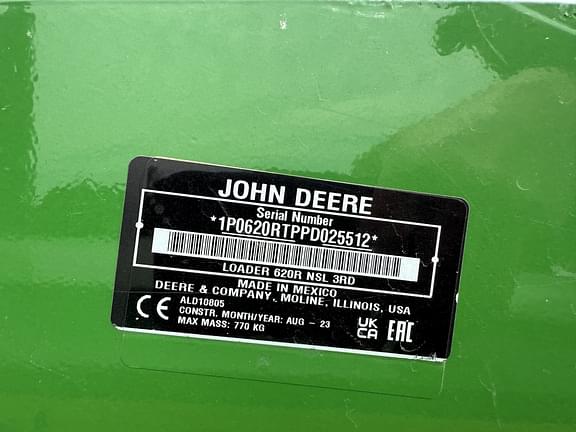 JOHN DEERE
Serial Number
*1P0620RTPPD025512*
LOADER 620R NSL 3RD
MADE IN MEXICO
DEERE & COMPANY, MOLINE, ILLINOIS, USA
ALD10805
CONSTR. MONTH/YEAR: AUG - 23
MAX MASS: 770 KG
CE
UK
CA
EAC